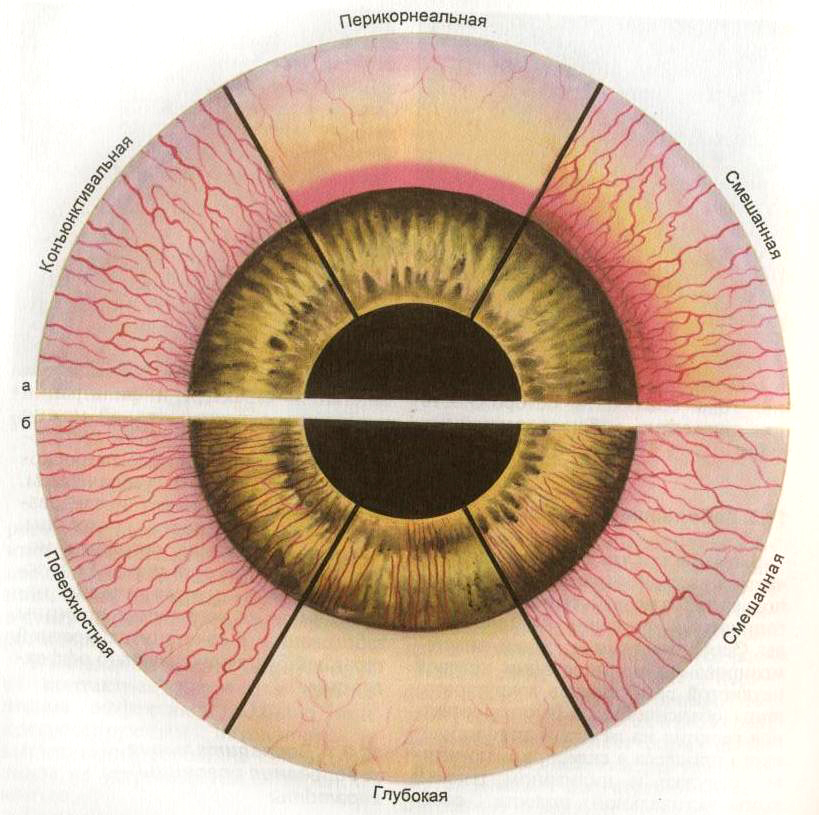 Перикорнеальная
Конъюнктивальная
Смешанная
а
б
Поверхностная
Смешанная
Глубокая